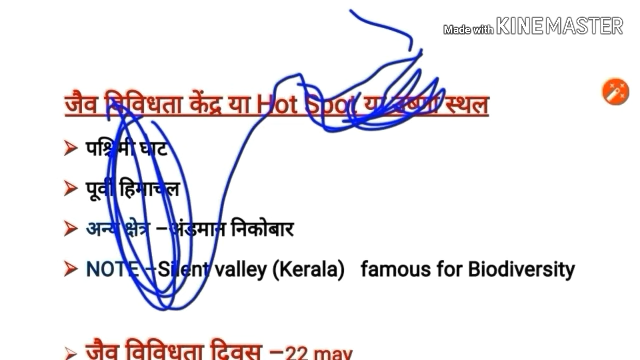 Made with KINEMASTER
जैव विविधता केंद्र या Hot Spot या उष्ण स्थल
पश्चिमी घाट
पूर्वी हिमाचल
अन्य क्षेत्र –अंडमान निकोबार
NOTE –Silent valley (Kerala) famous for Biodiversity
जैव विविधता दिवस –22 may